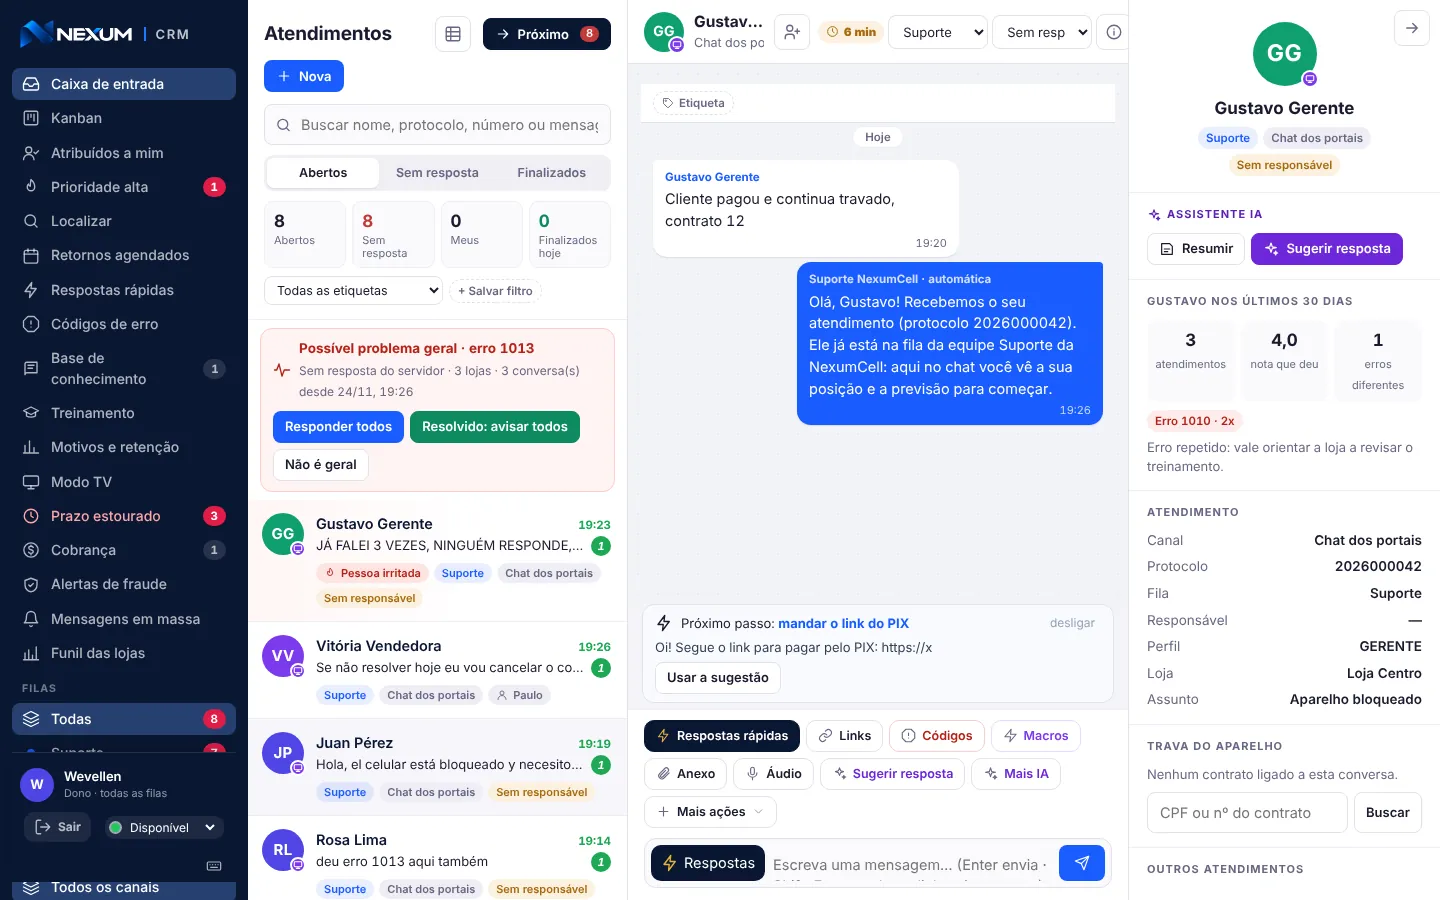 NEXUM | CRM
Caixa de entrada
Kanban
Atribuídos a mim
Prioridade alta 1
Localizar
Retornos agendados
Respostas rápidas
Códigos de erro
Base de
conhecimento 1
Treinamento
Motivos e retenção
Modo TV
Prazo estourado 3
Cobrança 1
Alertas de fraude
Mensagens em massa
Funil das lojas
FILAS
Todas 8
W Wevellen
Dono · todas as filas
Sair Disponível
Todos os canais
Atendimentos Próximo 8
Nova
Buscar nome, protocolo, número ou mensag
Abertos Sem resposta Finalizados
8 8 0 0
Abertos Sem Meus Finalizados
resposta hoje
Todas as etiquetas + Salvar filtro
Possível problema geral · erro 1013
Sem resposta do servidor · 3 lojas · 3 conversa(s)
desde 24/11, 19:26
Responder todos Resolvido: avisar todos
Não é geral
GG Gustavo Gerente 19:23
JÁ FALEI 3 VEZES, NINGUÉM RESPONDE,... 1
Pessoa irritada Suporte Chat dos portais
Sem responsável
VV Vitória Vendedora 19:26
Se não resolver hoje eu vou cancelar o co... 1
Suporte Chat dos portais Paulo
JP Juan Pérez 19:19
Hola, el celular está bloqueado y necesito... 1
Suporte Chat dos portais Sem responsável
RL Rosa Lima 19:14
deu erro 1013 aqui também 1
Suporte Chat dos portais Sem responsável
GG Gustav... 6 min Suporte Sem resp
Chat dos po
Etiqueta
Hoje
Gustavo Gerente
Cliente pagou e continua travado,
contrato 12
19:20
Suporte NexumCell · automática
Olá, Gustavo! Recebemos o seu
atendimento (protocolo 2026000042).
Ele já está na fila da equipe Suporte da
NexumCell: aqui no chat você vê a sua
posição e a previsão para começar.
19:26
Próximo passo: mandar o link do PIX desligar
Oi! Segue o link para pagar pelo PIX: https://x
Usar a sugestão
Respostas rápidas Links Códigos Macros
Anexo Áudio Sugerir resposta Mais IA
Mais ações
Respostas Escreva uma mensagem... (Enter envia ·
GG
Gustavo Gerente
Suporte Chat dos portais
Sem responsável
ASSISTENTE IA
Resumir Sugerir resposta
GUSTAVO NOS ÚLTIMOS 30 DIAS
3 4,0 1
atendimentos nota que deu erros
diferentes
Erro 1010 · 2x
Erro repetido: vale orientar a loja a revisar o
treinamento.
ATENDIMENTO
Canal Chat dos portais
Protocolo 2026000042
Fila Suporte
Responsável —
Perfil GERENTE
Loja Loja Centro
Assunto Aparelho bloqueado
TRAVA DO APARELHO
Nenhum contrato ligado a esta conversa.
CPF ou nº do contrato Buscar
OUTROS ATENDIMENTOS